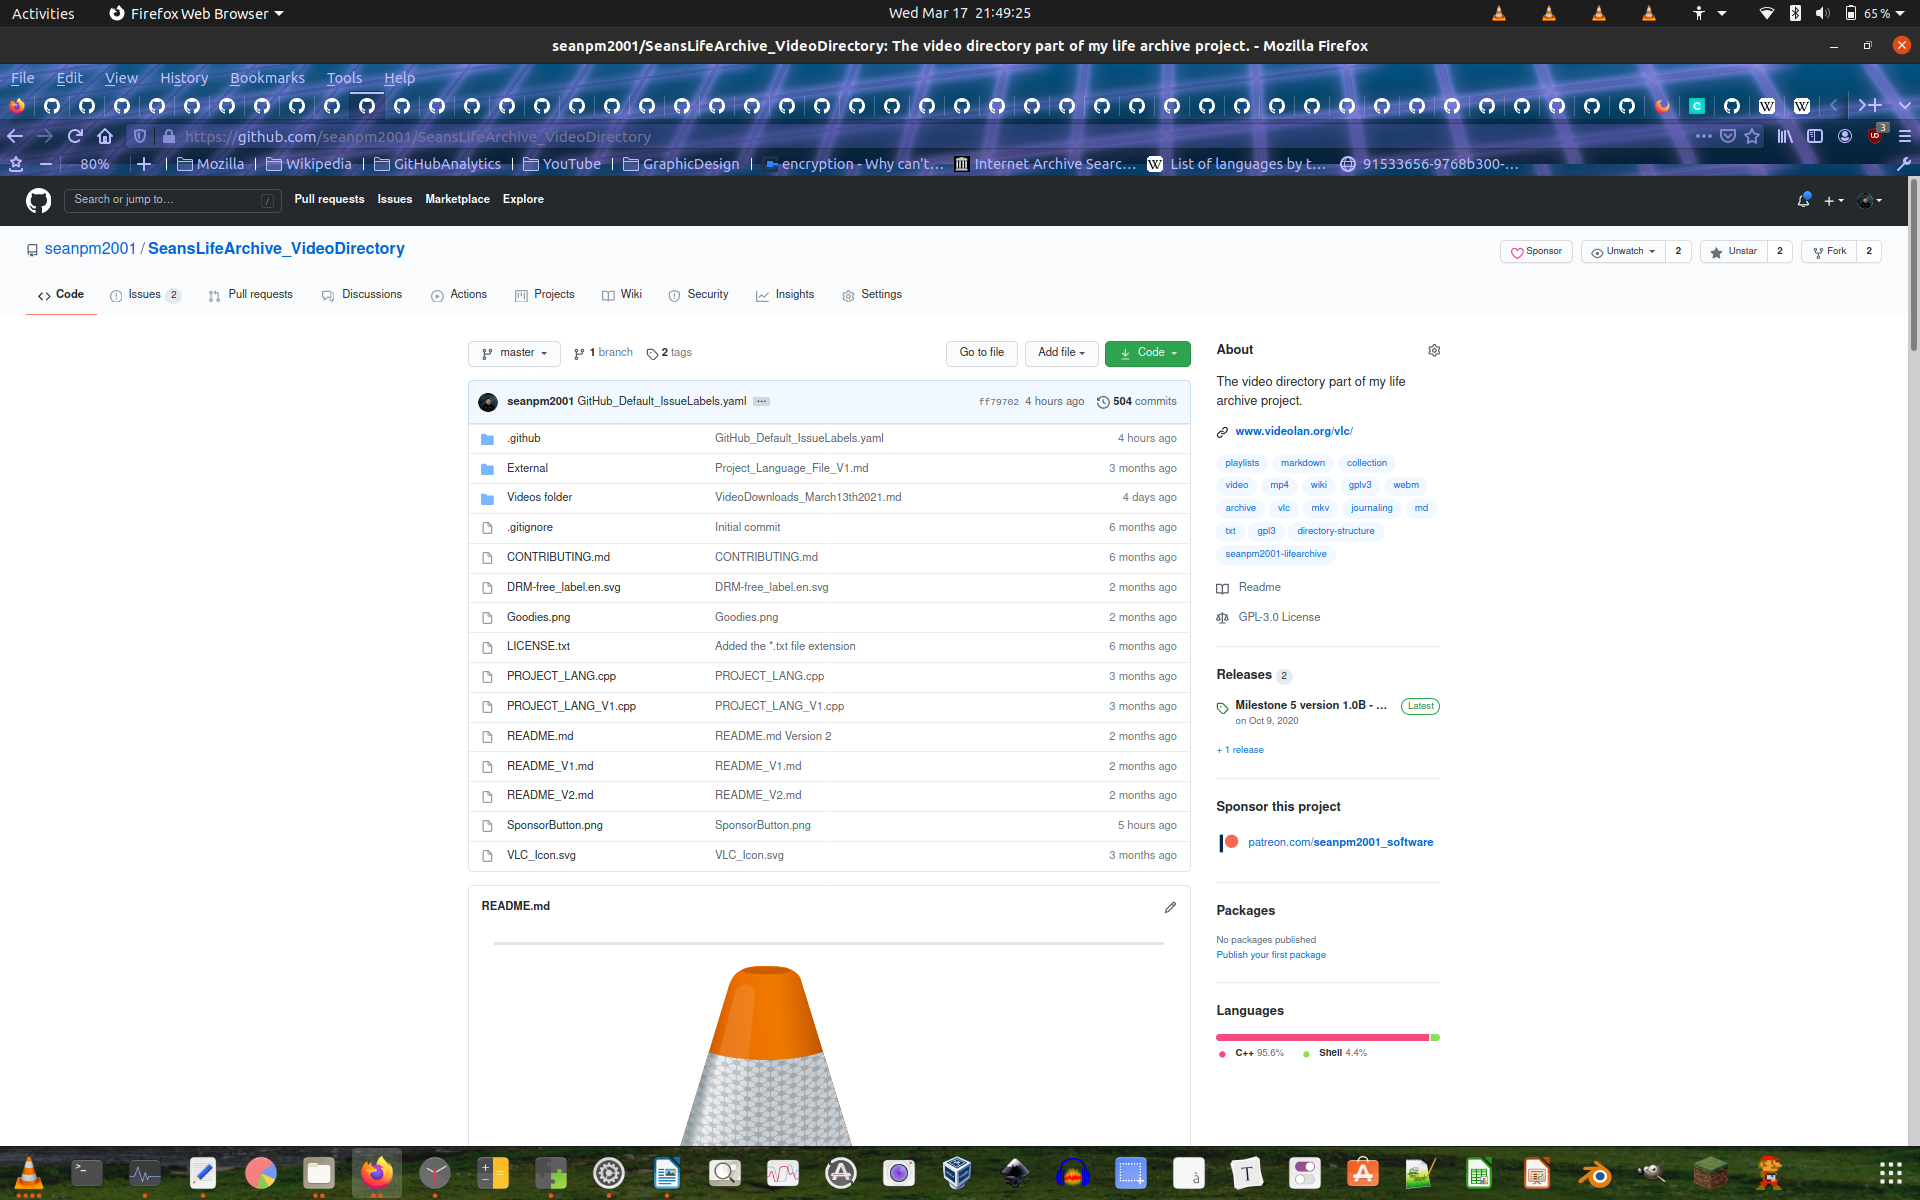 Activities Firefox Web Browser Wed Mar 17 21:49:25 65 %
seanpm2001/SeansLifeArchive_VideoDirectory: The video directory part of my life archive project. - Mozilla Firefox
File Edit View History Bookmarks Tools Help
https://github.com/seanpm2001/SeansLifeArchive_VideoDirectory 3
80% Mozilla Wikipedia GitHubAnalytics YouTube GraphicDesign encryption - Why can't... Internet Archive Searc... List of languages by t... 91533656-9768b300-...
Search or jump to... / Pull requests Issues Marketplace Explore
seanpm2001 / SeansLifeArchive_VideoDirectory Sponsor Unwatch 2 Unstar 2 Fork 2
Code Issues 2 Pull requests Discussions Actions Projects Wiki Security Insights Settings
master 1 branch 2 tags Go to file Add file Code
seanpm2001 GitHub_Default_IssueLabels.yaml ... ff79702 4 hours ago 504 commits
.github GitHub_Default_IssueLabels.yaml 4 hours ago
External Project_Language_File_V1.md 3 months ago
Videos folder VideoDownloads_March13th2021.md 4 days ago
.gitignore Initial commit 6 months ago
CONTRIBUTING.md CONTRIBUTING.md 6 months ago
DRM-free_label.en.svg DRM-free_label.en.svg 2 months ago
Goodies.png Goodies.png 2 months ago
LICENSE.txt Added the *.txt file extension 6 months ago
PROJECT_LANG.cpp PROJECT_LANG.cpp 3 months ago
PROJECT_LANG_V1.cpp PROJECT_LANG_V1.cpp 3 months ago
README.md README.md Version 2 2 months ago
README_V1.md README_V1.md 2 months ago
README_V2.md README_V2.md 2 months ago
SponsorButton.png SponsorButton.png 5 hours ago
VLC_Icon.svg VLC_Icon.svg 3 months ago
README.md
About
The video directory part of my life
archive project.
www.videolan.org/vlc/
playlists markdown collection
video mp4 wiki gplv3 webm
archive vlc mkv journaling md
txt gpl3 directory-structure
seanpm2001-lifearchive
Readme
GPL-3.0 License
Releases 2
Milestone 5 version 1.0B - ... Latest
on Oct 9, 2020
+ 1 release
Sponsor this project
patreon.com/seanpm2001_software
Packages
No packages published
Publish your first package
Languages
C++ 95.6% Shell 4.4%